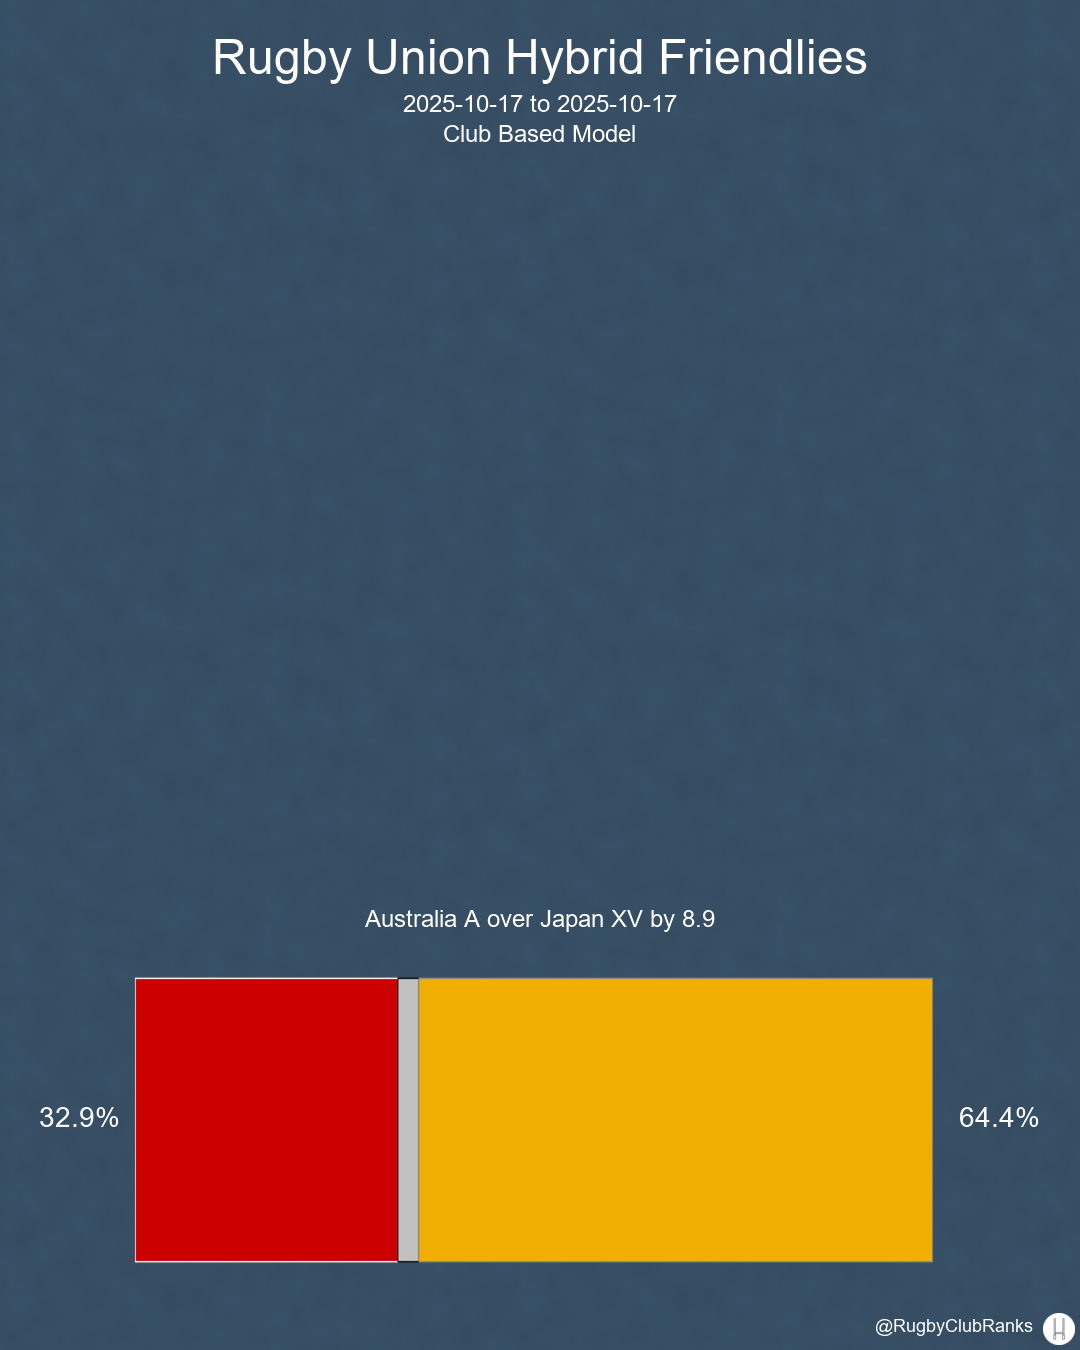 Rugby Union Hybrid Friendlies
2025-10-17 to 2025-10-17
Club Based Model
Australia A over Japan XV by 8.9
32.9%
64.4%
@RugbyClubRanks